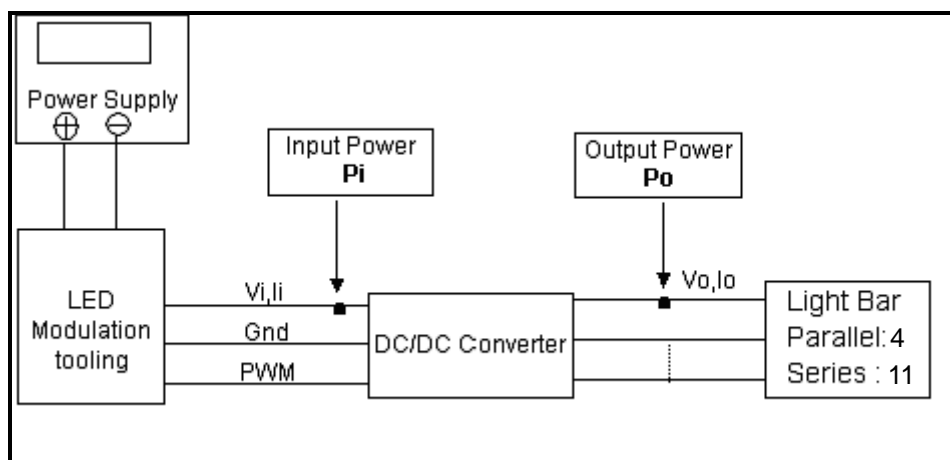 Power Supply
Input Power
Pi
Output Power
Po
LED
Modulation
tooling
Vi,Ii
Gnd
PWM
DC/DC Converter
Vo,Io
Light Bar
Parallel: 4
Series : 11